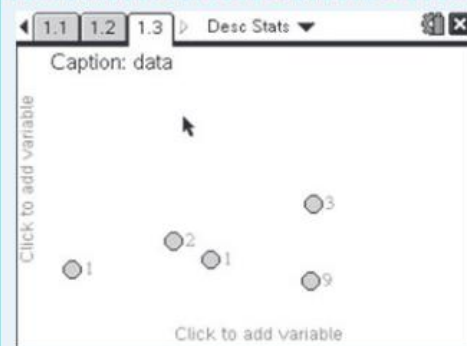 1.1 1.2 1.3 Desc Stats
Caption: data
Click to add variable
3
2
1
1
9
Click to add variable